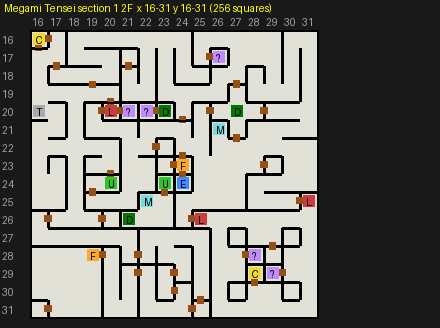 Megami Tensei section 1 2F x 16-31 y 16-31 (256 squares)
16 17 18 19 20 21 22 23 24 25 26 27 28 29 30 31
16 C
17 ?
18
19
20 T L ? ? D D
21 M
22
23 F
24 U U E
25 M L
26 D L
27
28 F ?
29 C ?
30
31